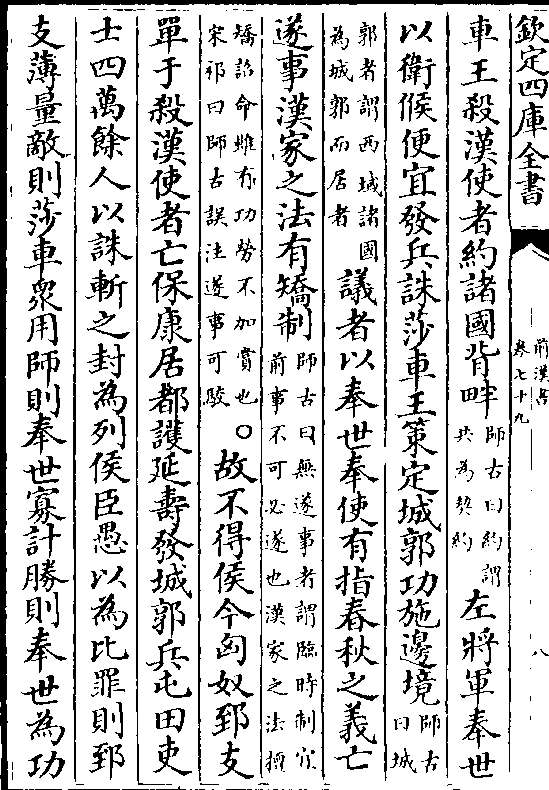 欽定四庫全書
前漢書
卷七十九
八
車王殺漢使者約諸國背畔師古曰約謂共為契約左將軍奉世
以衛候便宜發兵誅莎車王策定城郭功施邊境師古曰城
郭者謂西域諸國為城郭而居者議者以奉世奉使有指春秋之義亡
遂事漢家之法有矯制師古曰無遂事者謂臨時制宜前事不可必遂也漢家之法擅
矯詔命雖有功勞不加賞也宋祁曰師古誤注遂事可駮○故不得侯今匈奴郅支
單于殺漢使者亡保康居都護延壽發城郭兵屯田吏
士四萬餘人以誅斬之封為列侯臣愚以為比罪則郅
支薄量敵則莎車眾用師則奉世寡計勝則奉世為功